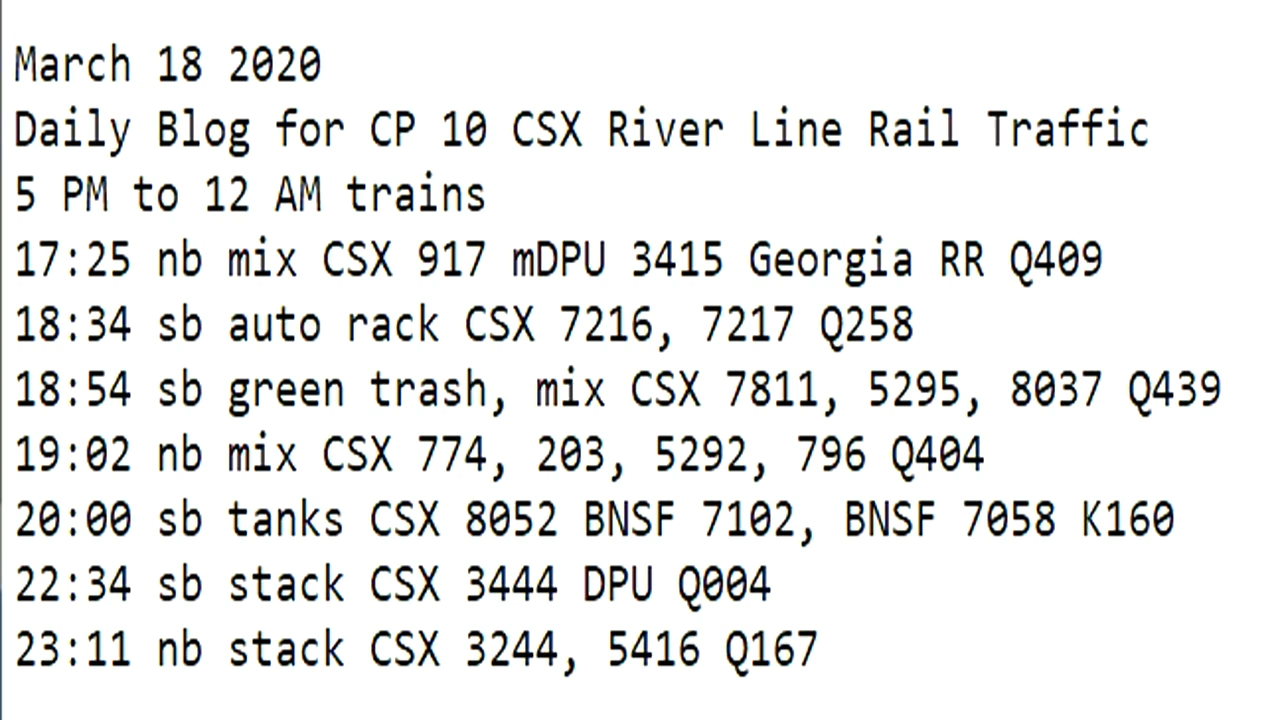 March 18 2020
Daily Blog for CP 10 CSX River Line Rail Traffic
5 PM to 12 AM trains
17:25 nb mix CSX 917 mDPU 3415 Georgia RR Q409
18:34 sb auto rack CSX 7216, 7217 Q258
18:54 sb green trash, mix CSX 7811, 5295, 8037 Q439
19:02 nb mix CSX 774, 203, 5292, 796 Q404
20:00 sb tanks CSX 8052 BNSF 7102, BNSF 7058 K160
22:34 sb stack CSX 3444 DPU Q004
23:11 nb stack CSX 3244, 5416 Q167